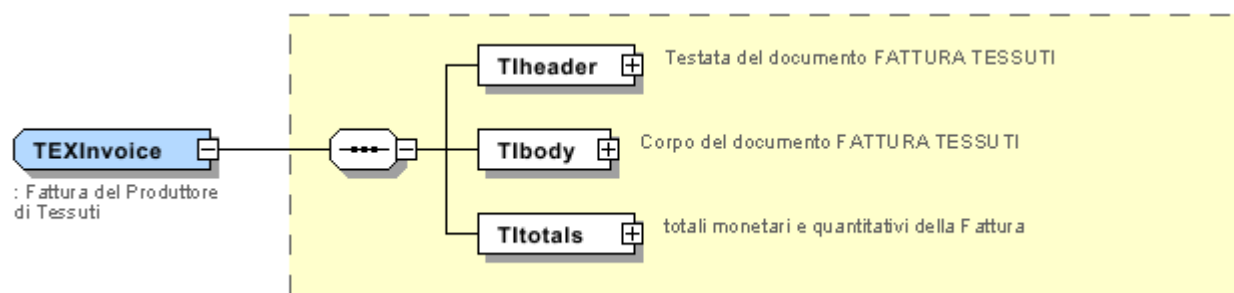 TIheader
Testata del documento FATTURA TESSUTI
TEXInvoice
: Fattura del Produttore
di Tessuti
TIbody
Corpo del documento FATTURA TESSUTI
TItotals
totali monetari e quantitativi della Fattura